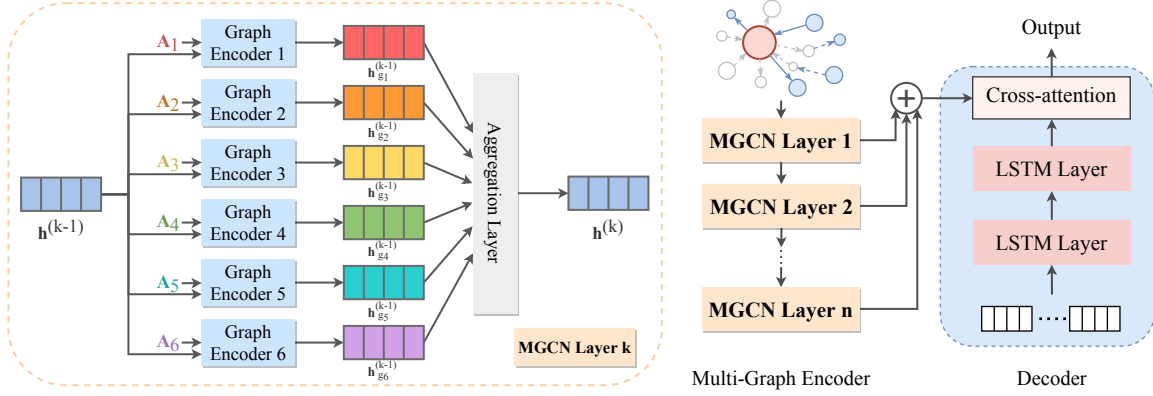 A1
Graph
Encoder 1
h(k-1)g1
A2
Graph
Encoder 2
h(k-1)g2
A3
Graph
Encoder 3
h(k-1)g3
h(k-1)
A4
Graph
Encoder 4
h(k-1)g4
A5
Graph
Encoder 5
h(k-1)g5
A6
Graph
Encoder 6
h(k-1)g6
Aggregation Layer
h(k)
MGCN Layer k
MGCN Layer 1
MGCN Layer 2
MGCN Layer n
Multi-Graph Encoder
+
Output
Cross-attention
LSTM Layer
LSTM Layer
Decoder